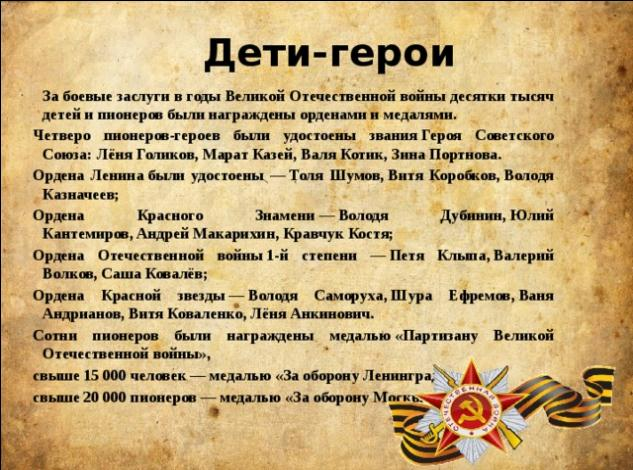 Дети-герои
За боевые заслуги в годы Великой Отечественной войны десятки тысяч
детей и пионеров были награждены орденами и медалями.
Четверо пионеров-героев были удостоены звания Героя Советского
Союза: Лёня Голиков, Марат Казей, Валя Котик, Зина Портнова.
Ордена Ленина были удостоены — Толя Шумов, Витя Коробков, Володя
Казначеев;
Ордена Красного Знамени — Володя Дубинин, Юлий
Кантемиров, Андрей Макарихин, Кравчук Костя;
Ордена Отечественной войны 1-й степени — Петя Клыпа, Валерий
Волков, Саша Ковалёв;
Ордена Красной звезды — Володя Саморуха, Шура Ефремов, Ваня
Андрианов, Витя Коваленко, Лёня Анкинович.
Сотни пионеров были награждены медалью «Партизану Великой
Отечественной войны»,
свыше 15 000 человек — медалью «За оборону Ленингра
свыше 20 000 пионеров — медалью «За оборону Москв
ОТЕЧЕСТВЕННАЯ ВОЙНА